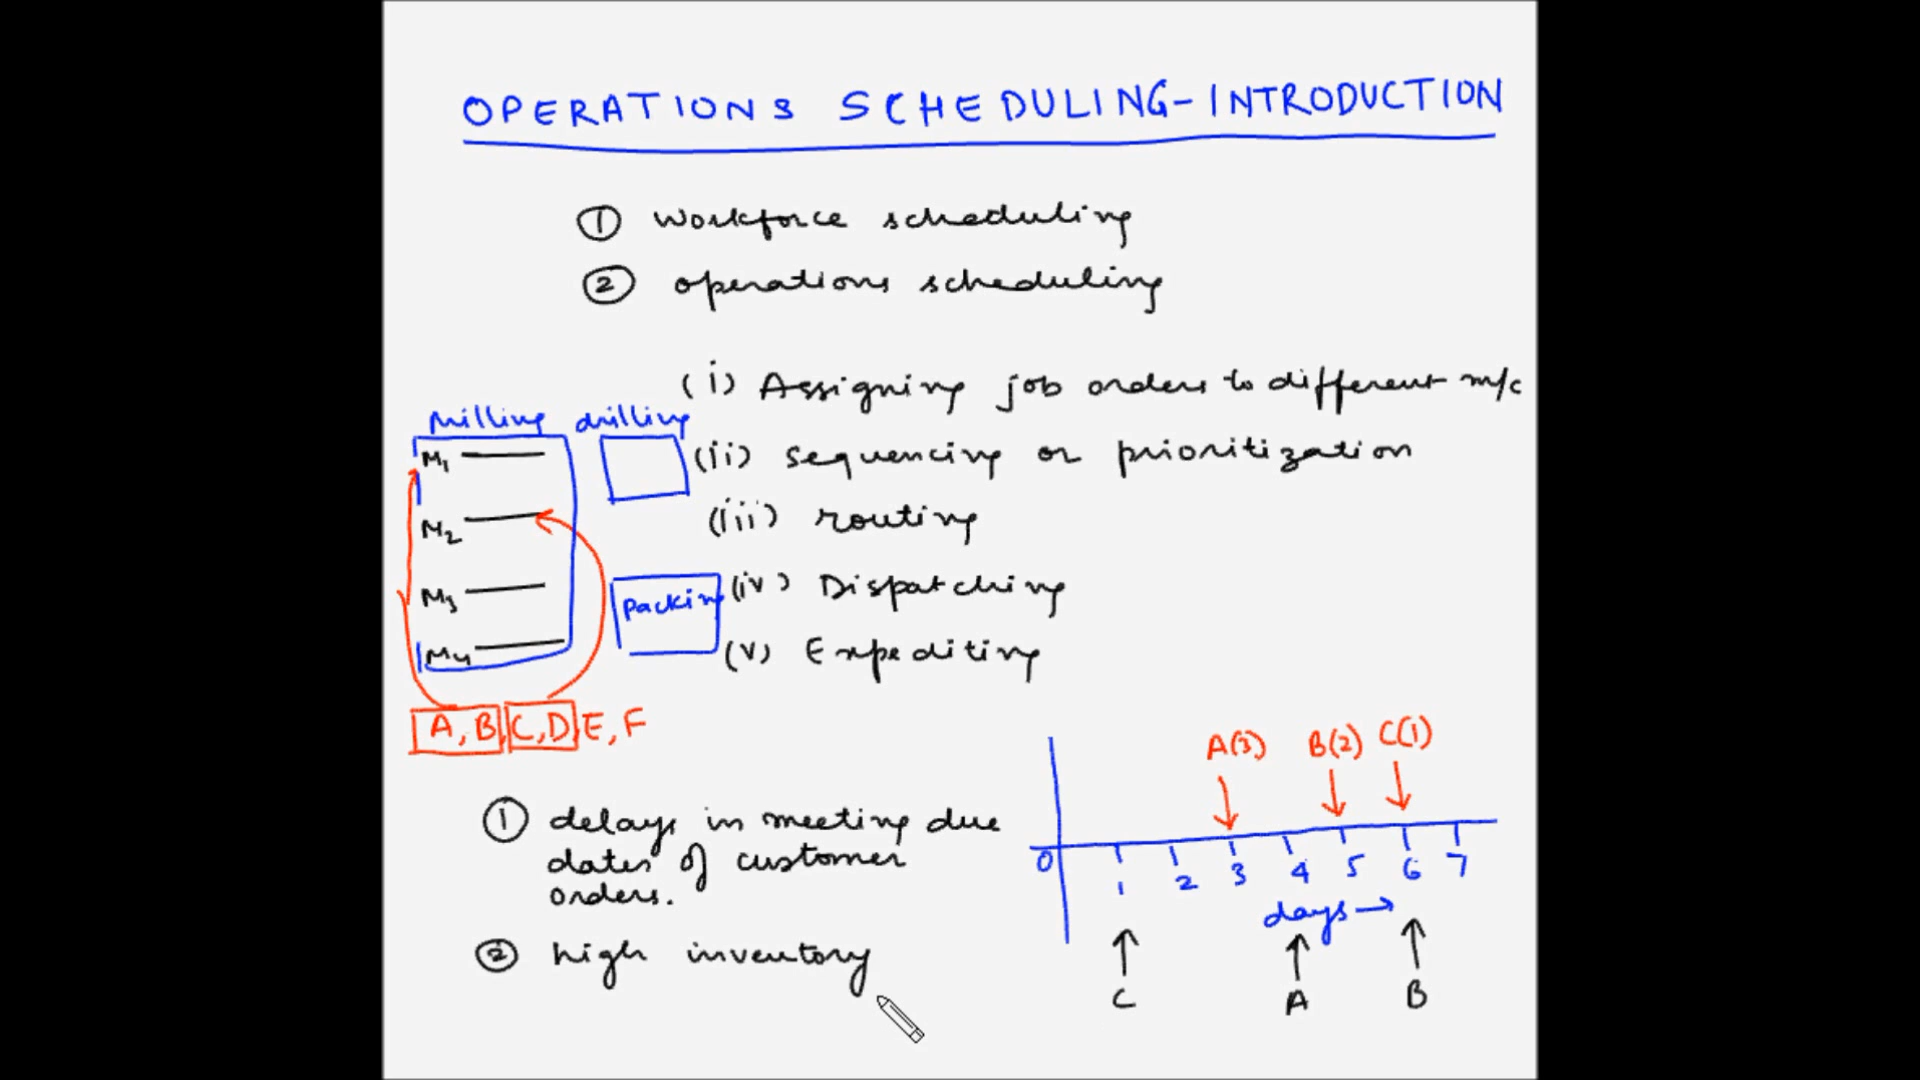 OPERATIONS SCHEDULING-INTRODUCTION
① Workforce scheduling
② operations scheduling
(i) Assigning job orders to different m/c
Milling drilling
M1
(ii) sequencing or prioritization
M2
(iii) routing
M3
Packing
(iv) Dispatching
M4
(v) Expediting
A, B, C, D, E, F
A(3) B(2) C(1)
① delays in meeting due
dates of customer
orders.
0 1 2 3 4 5 6 7
days →
② high inventory
C A B